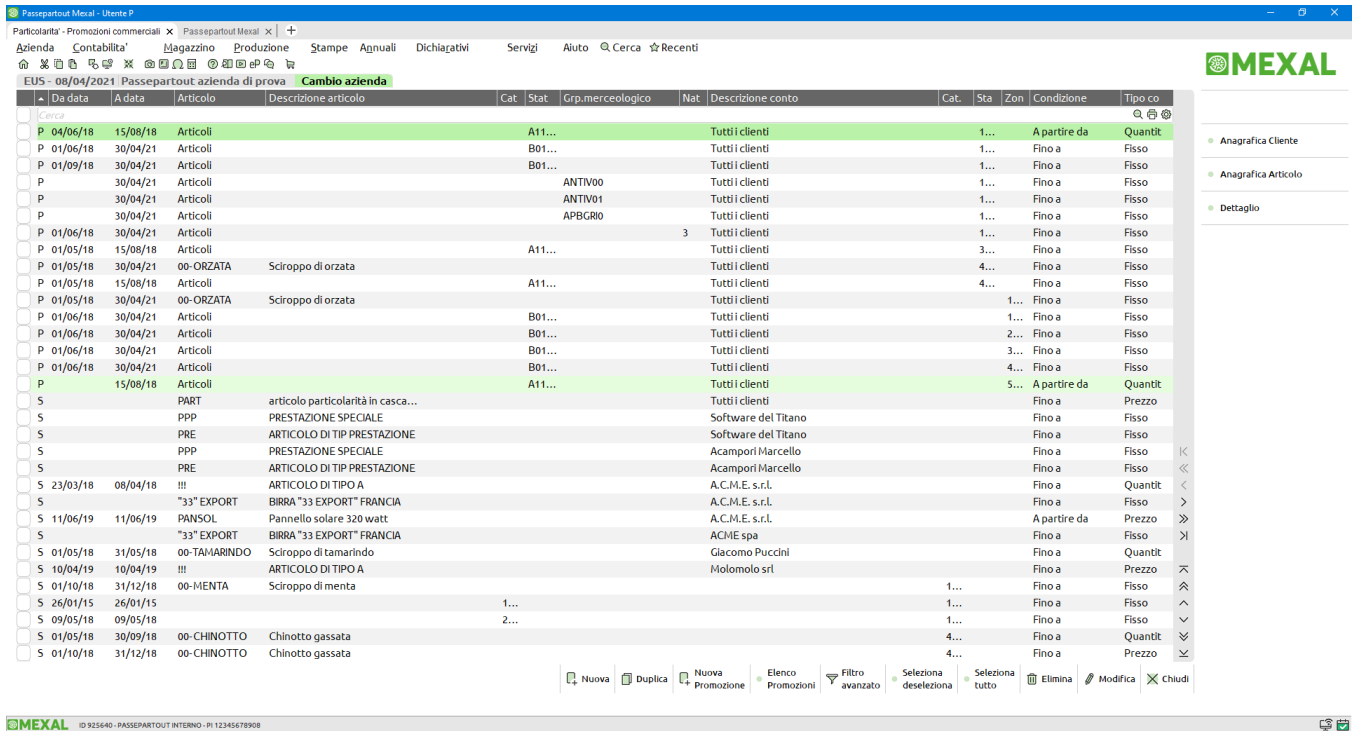 Passepartout Mexal - Utente P
Particolarita' - Promozioni commerciali x Passepartout Mexal x +
Azienda Contabilita' Magazzino Produzione Stampe Annuali Dichiarativi Servizi Aiuto Cerca Recenti
MEXAL
EUS - 08/04/2021 Passepartout azienda di prova Cambio azienda
Da data A data Articolo Descrizione articolo Cat Stat Grp.merceologico Nat Descrizione conto Cat. Sta Zon Condizione Tipo co
Cerca
P 04/06/18 15/08/18 Articoli A11... Tutti i clienti 1... A partire da Quantit
P 01/06/18 30/04/21 Articoli B01... Tutti i clienti 1... Fino a Fisso
P 01/09/18 30/04/21 Articoli B01... Tutti i clienti 1... Fino a Fisso
P 30/04/21 Articoli ANTIV00 Tutti i clienti 1... Fino a Fisso
P 30/04/21 Articoli ANTIV01 Tutti i clienti 1... Fino a Fisso
P 30/04/21 Articoli APBGRI0 Tutti i clienti 1... Fino a Fisso
P 01/06/18 30/04/21 Articoli 3 Tutti i clienti 1... Fino a Fisso
P 01/05/18 15/08/18 Articoli A11... Tutti i clienti 3... Fino a Fisso
P 01/05/18 30/04/21 00-ORZATA Sciroppo di orzata Tutti i clienti 4... Fino a Fisso
P 01/05/18 15/08/18 Articoli A11... Tutti i clienti 4... Fino a Fisso
P 01/05/18 30/04/21 00-ORZATA Sciroppo di orzata Tutti i clienti 1... Fino a Fisso
P 01/06/18 30/04/21 Articoli B01... Tutti i clienti 1... Fino a Fisso
P 01/06/18 30/04/21 Articoli B01... Tutti i clienti 2... Fino a Fisso
P 01/06/18 30/04/21 Articoli B01... Tutti i clienti 3... Fino a Fisso
P 01/06/18 30/04/21 Articoli B01... Tutti i clienti 4... Fino a Fisso
P 15/08/18 Articoli A11... Tutti i clienti 5... A partire da Quantit
S PART articolo particolarità in casca... Tutti i clienti Fino a Prezzo
S PPP PRESTAZIONE SPECIALE Software del Titano Fino a Fisso
S PRE ARTICOLO DI TIP PRESTAZIONE Software del Titano Fino a Fisso
S PPP PRESTAZIONE SPECIALE Acampori Marcello Fino a Fisso
S PRE ARTICOLO DI TIP PRESTAZIONE Acampori Marcello Fino a Fisso
S 23/03/18 08/04/18 !!! ARTICOLO DI TIPO A A.C.M.E. s.r.l. Fino a Quantit
S "33" EXPORT BIRRA "33 EXPORT" FRANCIA A.C.M.E. s.r.l. Fino a Fisso
S 11/06/19 11/06/19 PANSOL Pannello solare 320 watt A.C.M.E. s.r.l. A partire da Prezzo
S "33" EXPORT BIRRA "33 EXPORT" FRANCIA ACME spa Fino a Fisso
S 01/05/18 31/05/18 00-TAMARINDO Sciroppo di tamarindo Giacomo Puccini Fino a Quantit
S 10/04/19 10/04/19 !!! ARTICOLO DI TIPO A Molomolo srl Fino a Prezzo
S 01/10/18 31/12/18 00-MENTA Sciroppo di menta 1... Fino a Fisso
S 26/01/15 26/01/15 1... 1... Fino a Fisso
S 09/05/18 09/05/18 2... 1... Fino a Fisso
S 01/05/18 30/09/18 00-CHINOTTO Chinotto gassata 4... Fino a Quantit
S 01/10/18 31/12/18 00-CHINOTTO Chinotto gassata 4... Fino a Prezzo
Anagrafica Cliente
Anagrafica Articolo
Dettaglio
Nuova Duplica Nuova Promozione Elenco Promozioni Filtro avanzato Seleziona deseleziona Seleziona tutto Elimina Modifica Chiudi
MEXAL ID 925640 - PASSEPARTOUT INTERNO - PI 12345678908